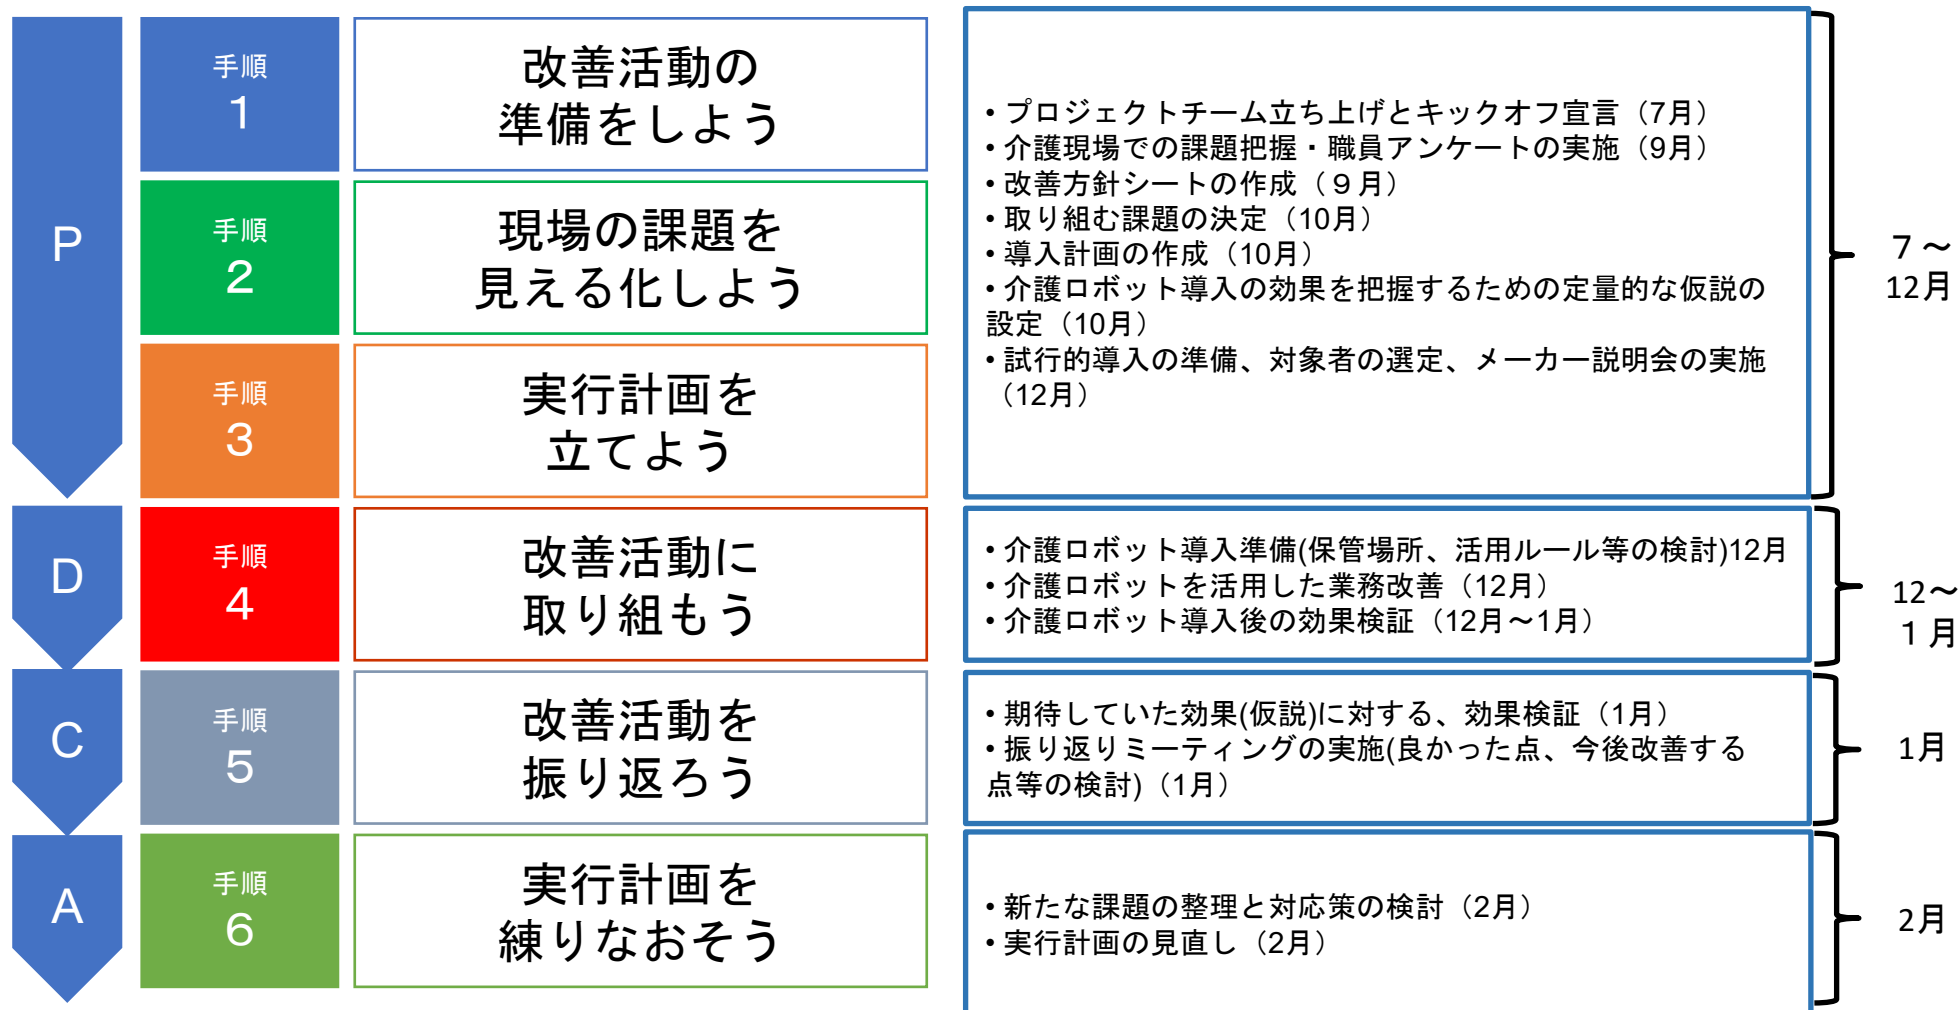 P
手順
1
改善活動の
準備をしよう
手順
2
現場の課題を
見える化しよう
手順
3
実行計画を
立てよう
• プロジェクトチーム立ち上げとキックオフ宣言（7月）
• 介護現場での課題把握・職員アンケートの実施（9月）
• 改善方針シートの作成（９月）
• 取り組む課題の決定（10月）
• 導入計画の作成（10月）
• 介護ロボット導入の効果を把握するための定量的な仮説の
設定（10月）
• 試行的導入の準備、対象者の選定、メーカー説明会の実施
（12月）
7～
12月
D
手順
4
改善活動に
取り組もう
• 介護ロボット導入準備(保管場所、活用ルール等の検討)12月
• 介護ロボットを活用した業務改善（12月）
• 介護ロボット導入後の効果検証（12月～1月）
12～
１月
C
手順
5
改善活動を
振り返ろう
• 期待していた効果(仮説)に対する、効果検証（1月）
• 振り返りミーティングの実施(良かった点、今後改善する
点等の検討)（1月）
1月
A
手順
6
実行計画を
練りなおそう
• 新たな課題の整理と対応策の検討（2月）
• 実行計画の見直し（2月）
2月